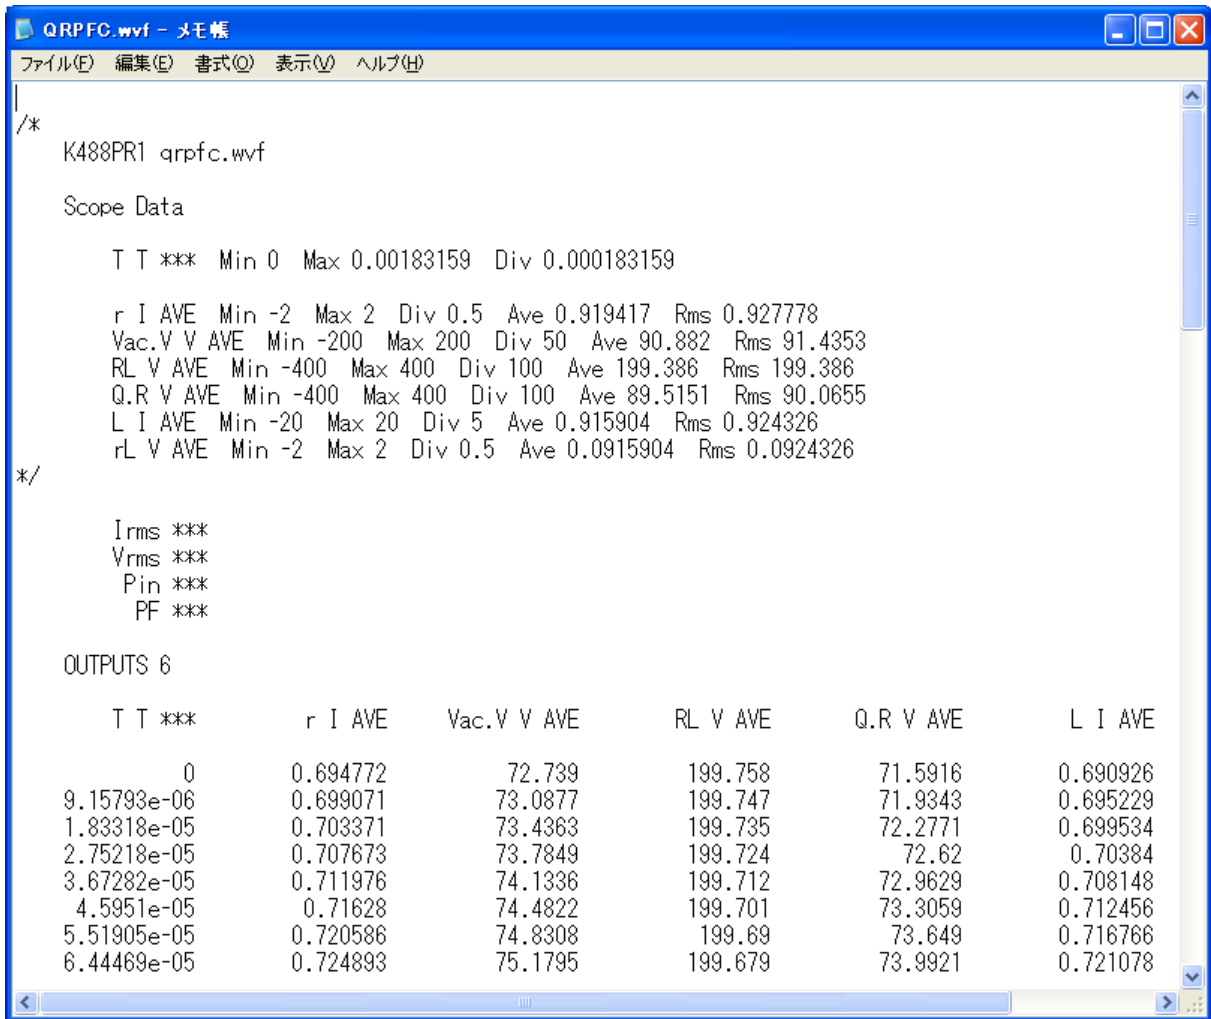 QRPFC.wvf - メモ帳
ファイル(F) 編集(E) 書式(O) 表示(V) ヘルプ(H)
/*
K488PR1 qrpfc.wvf
Scope Data
T T *** Min 0 Max 0.00183159 Div 0.000183159
r I AVE Min -2 Max 2 Div 0.5 Ave 0.919417 Rms 0.927778
Vac.V V AVE Min -200 Max 200 Div 50 Ave 90.882 Rms 91.4353
RL V AVE Min -400 Max 400 Div 100 Ave 199.386 Rms 199.386
Q.R V AVE Min -400 Max 400 Div 100 Ave 89.5151 Rms 90.0655
L I AVE Min -20 Max 20 Div 5 Ave 0.915904 Rms 0.924326
rL V AVE Min -2 Max 2 Div 0.5 Ave 0.0915904 Rms 0.0924326
*/
Irms ***
Vrms ***
Pin ***
PF ***
OUTPUTS 6
T T *** r I AVE Vac.V V AVE RL V AVE Q.R V AVE L I AVE
0 0.694772 72.739 199.758 71.5916 0.690926
9.15793e-06 0.699071 73.0877 199.747 71.9343 0.695229
1.83318e-05 0.703371 73.4363 199.735 72.2771 0.699534
2.75218e-05 0.707673 73.7849 199.724 72.62 0.70384
3.67282e-05 0.711976 74.1336 199.712 72.9629 0.708148
4.5951e-05 0.71628 74.4822 199.701 73.3059 0.712456
5.51905e-05 0.720586 74.8308 199.69 73.649 0.716766
6.44469e-05 0.724893 75.1795 199.679 73.9921 0.721078